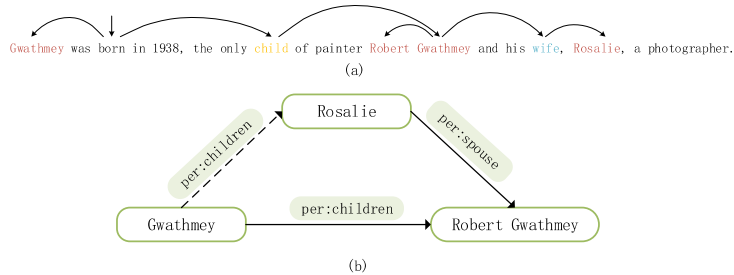 Gwathmey was born in 1938, the only child of painter Robert Gwathmey and his wife, Rosalie, a photographer.
(a)
Rosalie
per:children
per:spouse
per:children
Gwathmey
Robert Gwathmey
(b)